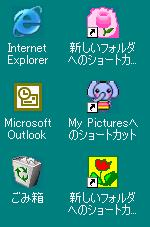 Internet
Explorer
新しいフォルダ
へのショートカ...
Microsoft
Outlook
My Picturesへ
のショートカット
ごみ箱
新しいフォルダ
へのショートカ...